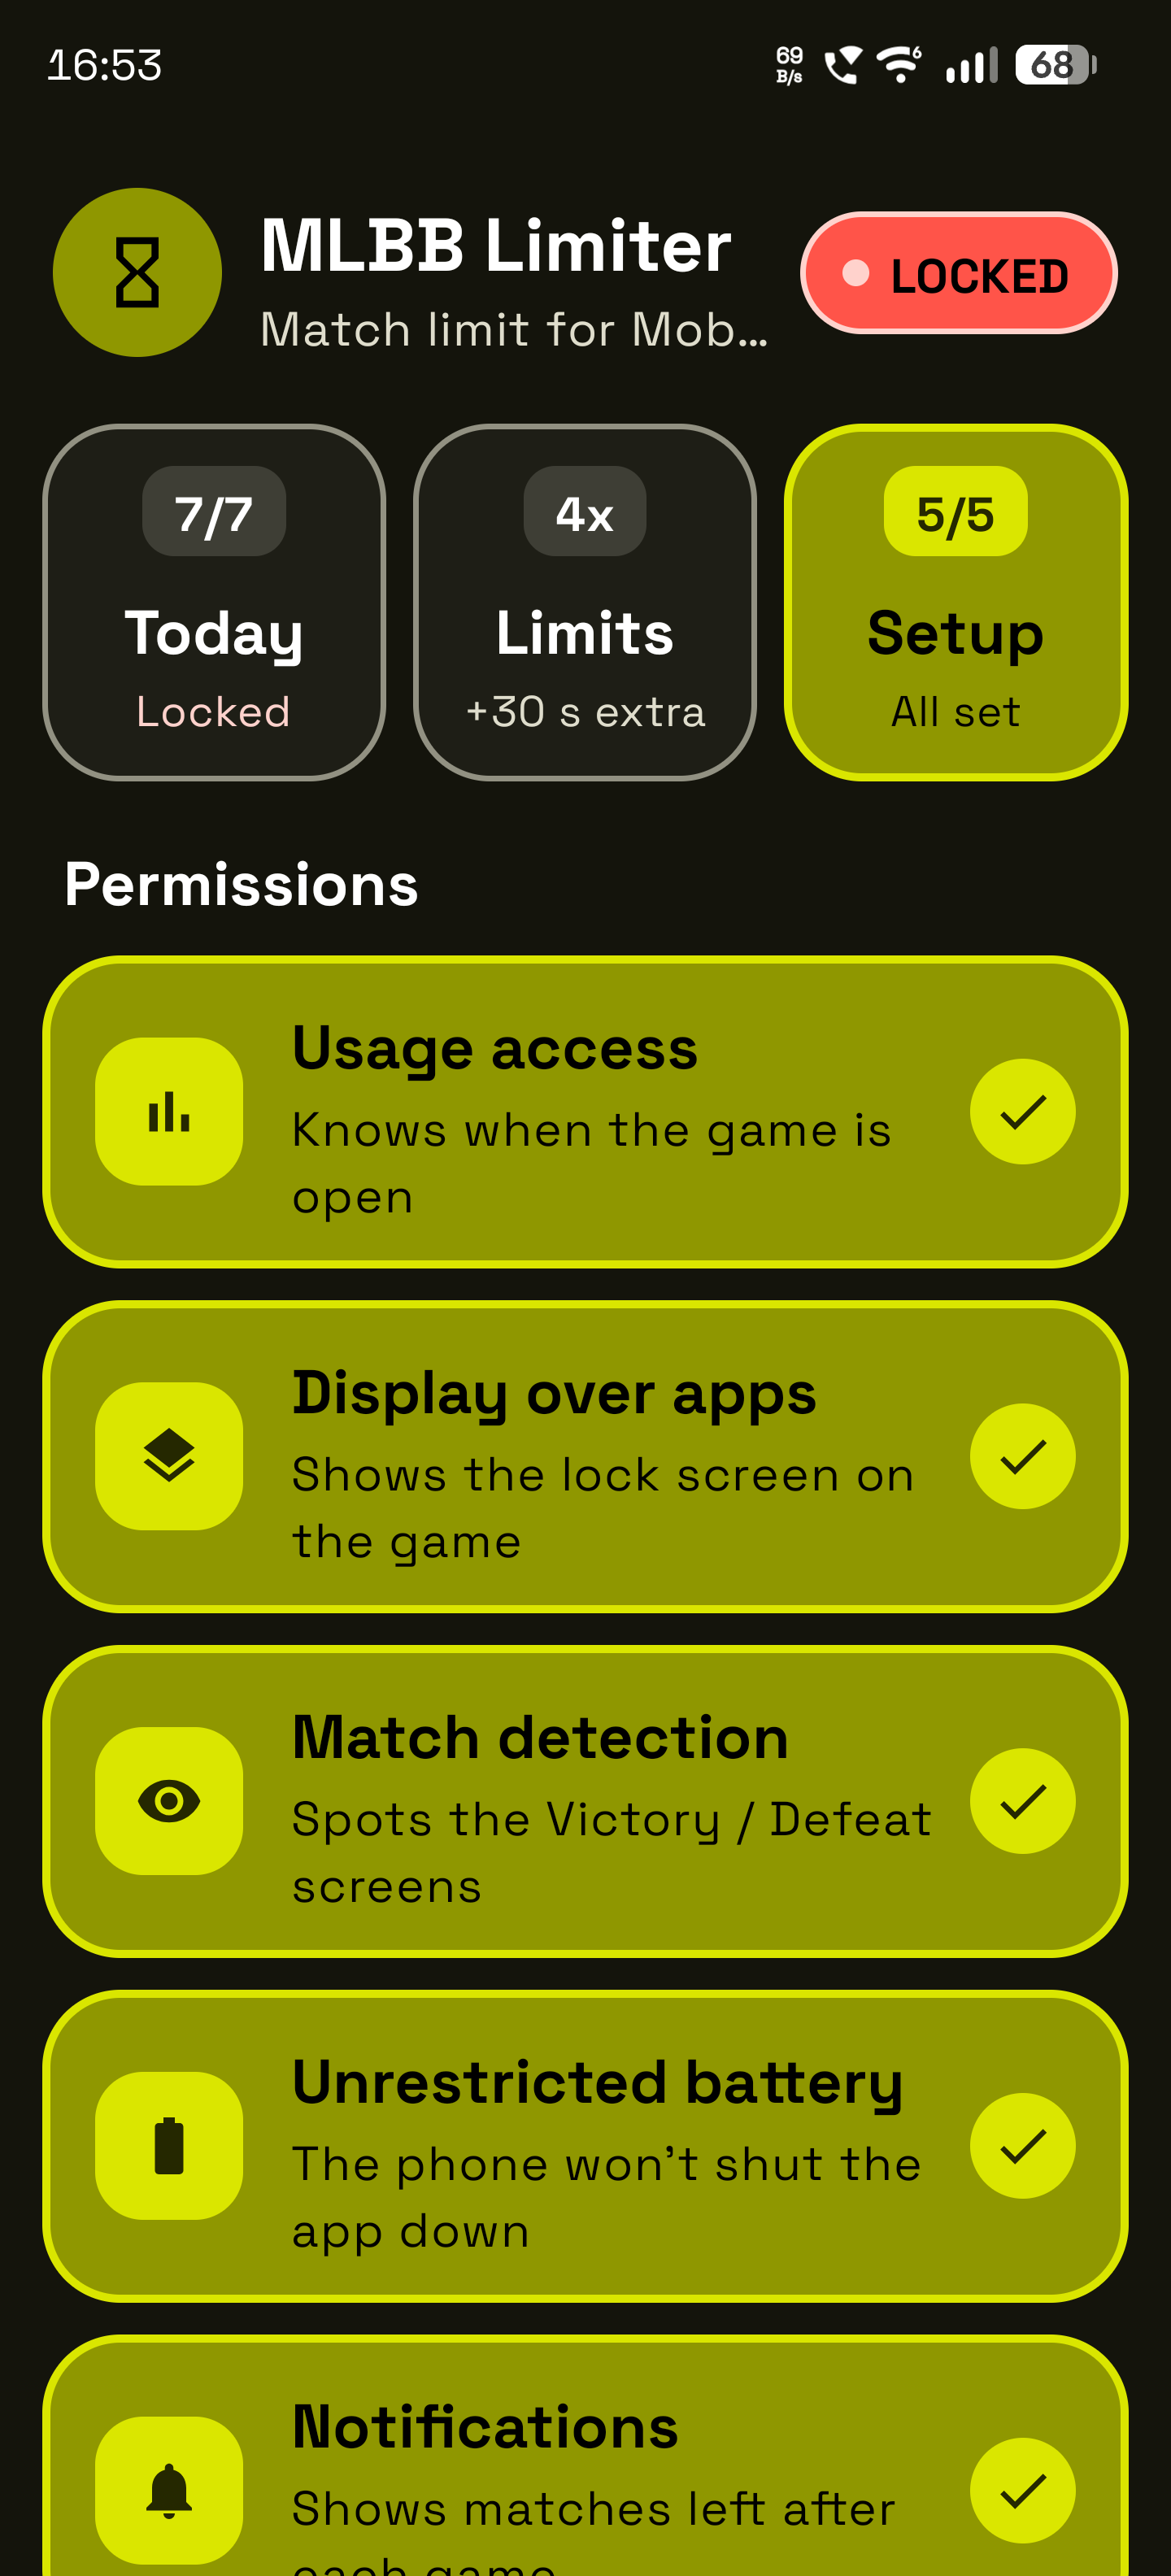 16:53
69
B/s
6
68
MLBB Limiter
Match limit for Mob…
LOCKED
7/7
Today
Locked
4x
Limits
+30 s extra
5/5
Setup
All set
Permissions
Usage access
Knows when the game is
open
Display over apps
Shows the lock screen on
the game
Match detection
Spots the Victory / Defeat
screens
Unrestricted battery
The phone won't shut the
app down
Notifications
Shows matches left after
each game